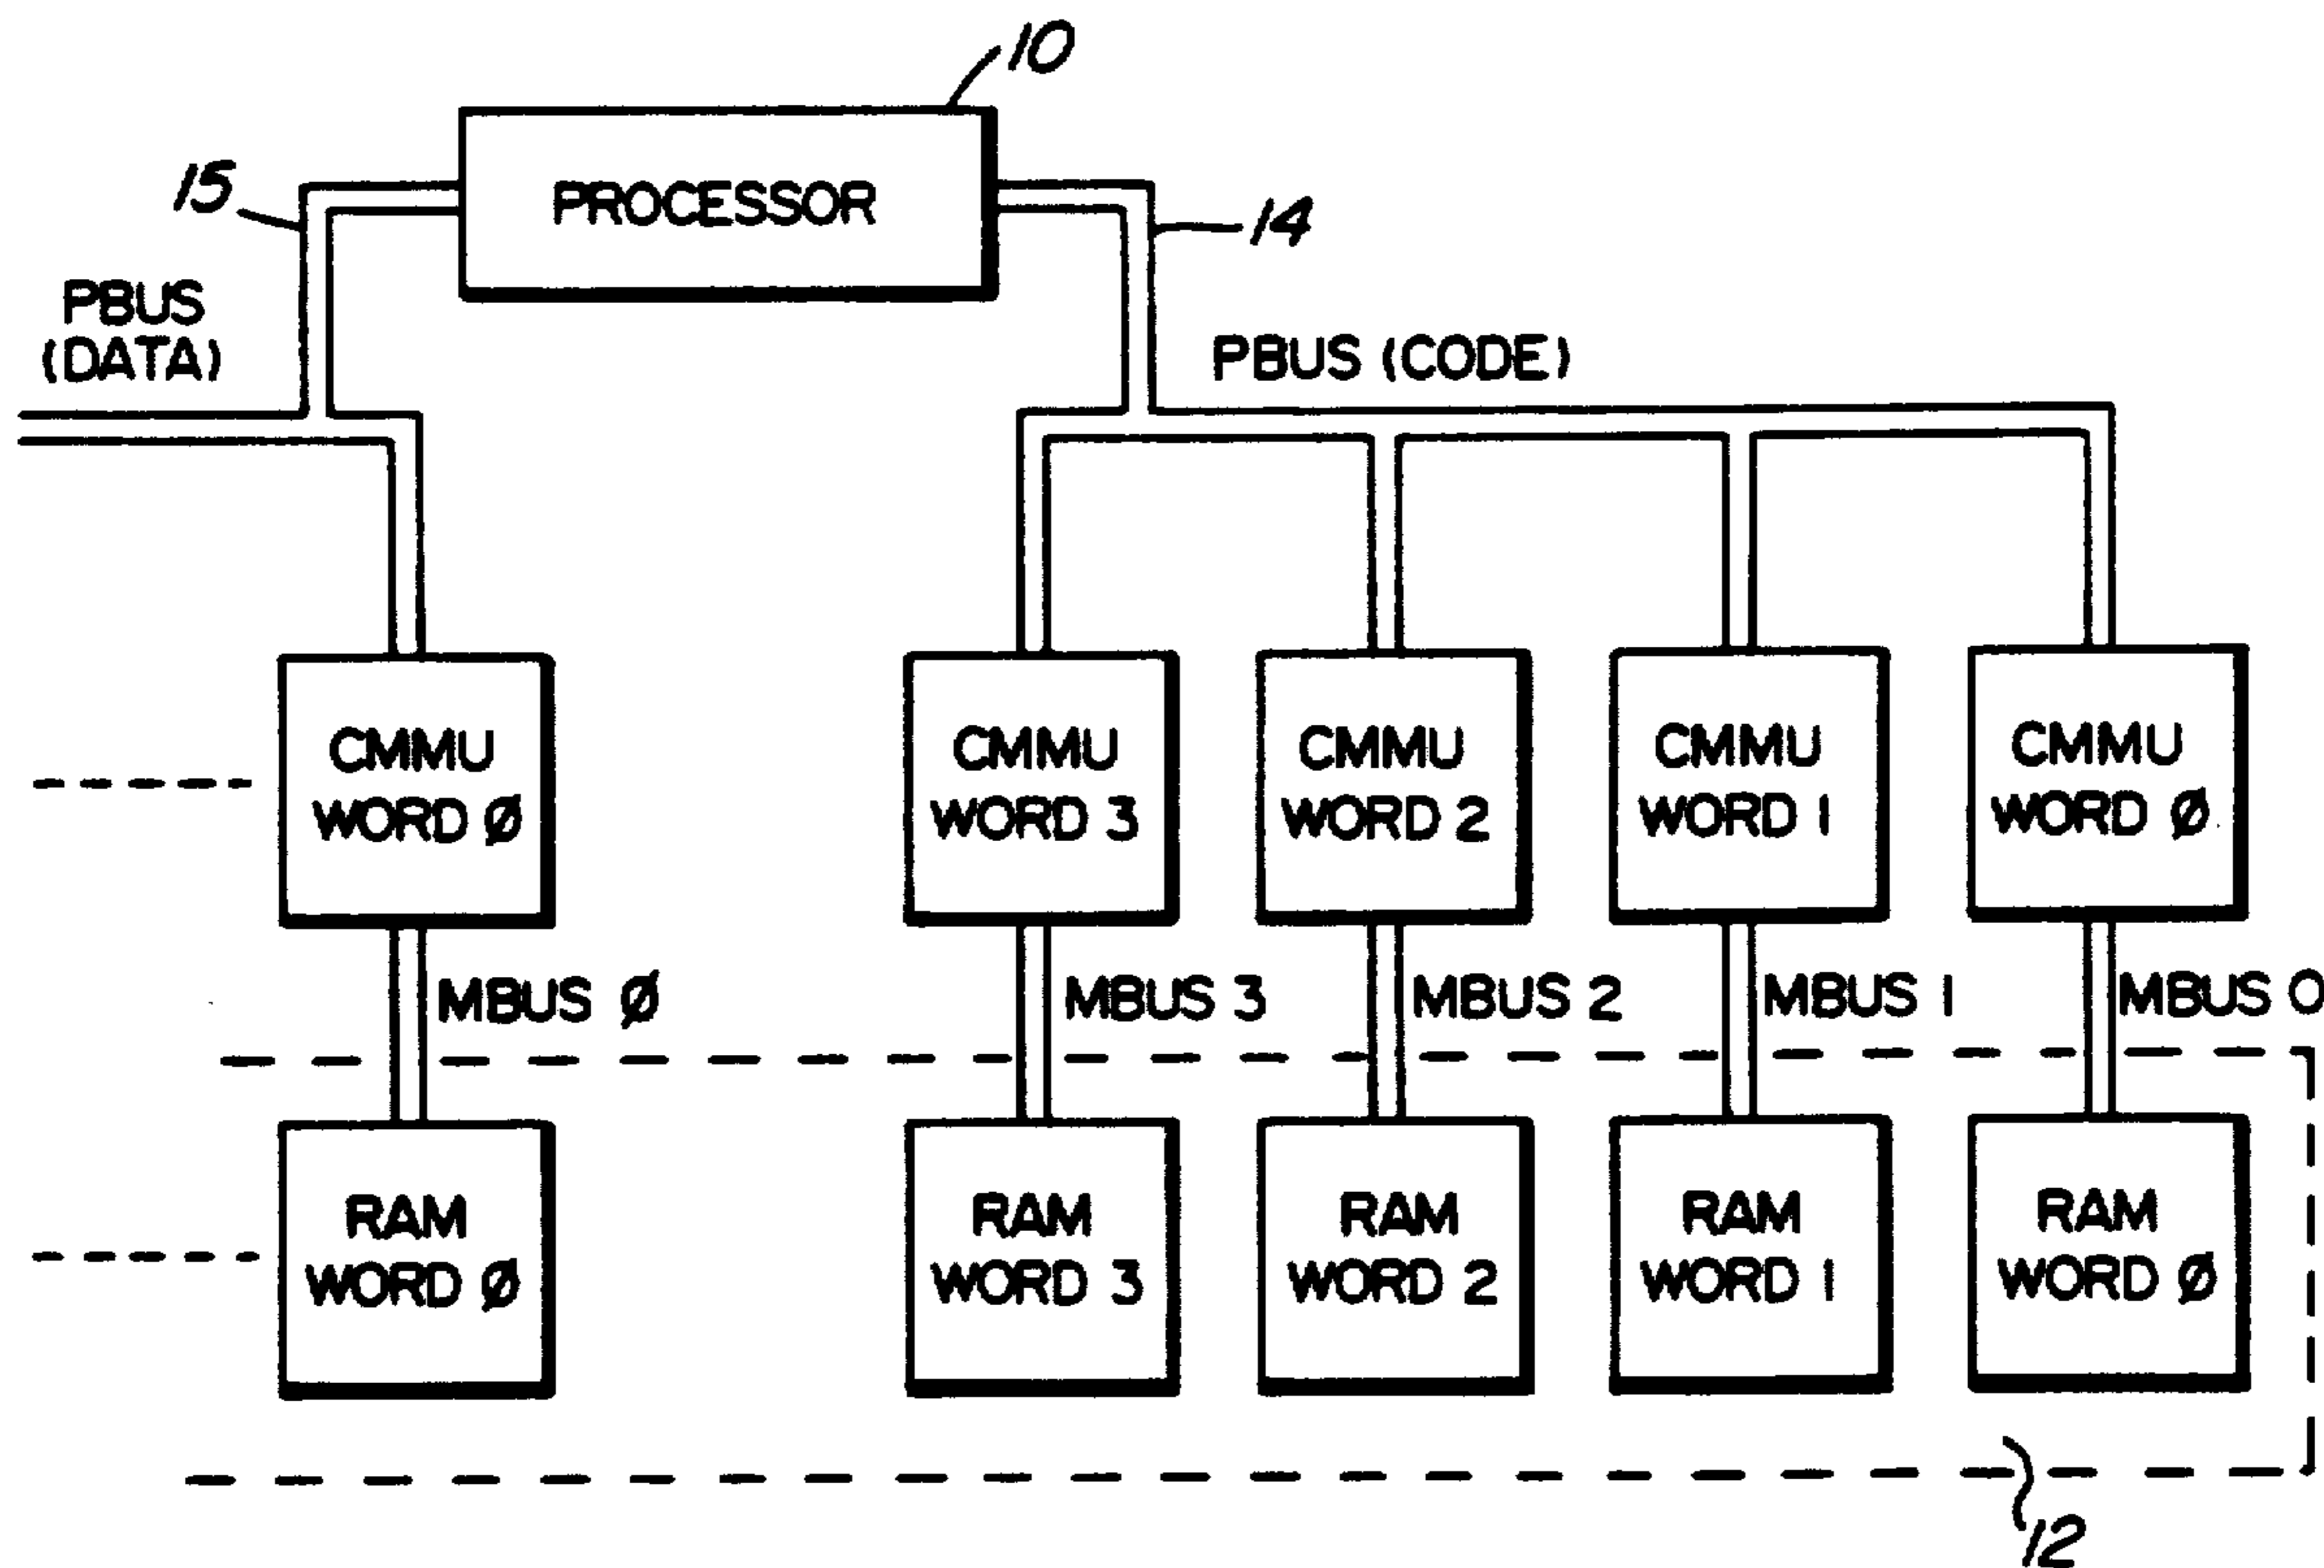 10
PROCESSOR
15
14
PBUS
(DATA)
PBUS (CODE)
CMMU
WORD Ø
CMMU
WORD 3
CMMU
WORD 2
CMMU
WORD 1
CMMU
WORD Ø
MBUS Ø
MBUS 3
MBUS 2
MBUS 1
MBUS 0
RAM
WORD Ø
RAM
WORD 3
RAM
WORD 2
RAM
WORD 1
RAM
WORD Ø
12